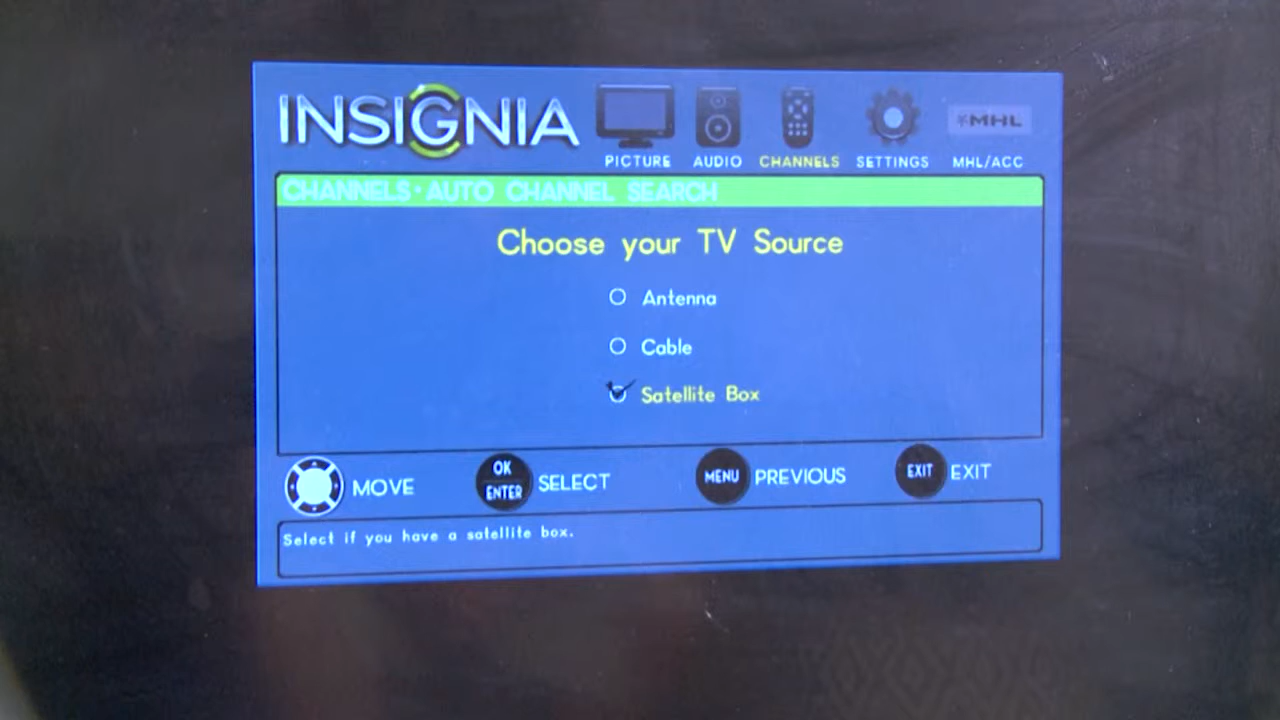 INSIGNIA
PICTURE AUDIO CHANNELS SETTINGS MHL/ACC
MHL
CHANNELS·AUTO CHANNEL SEARCH
Choose your TV Source
Antenna
Cable
Satellite Box
MOVE OK ENTER SELECT MENU PREVIOUS EXIT EXIT
Select if you have a satellite box.